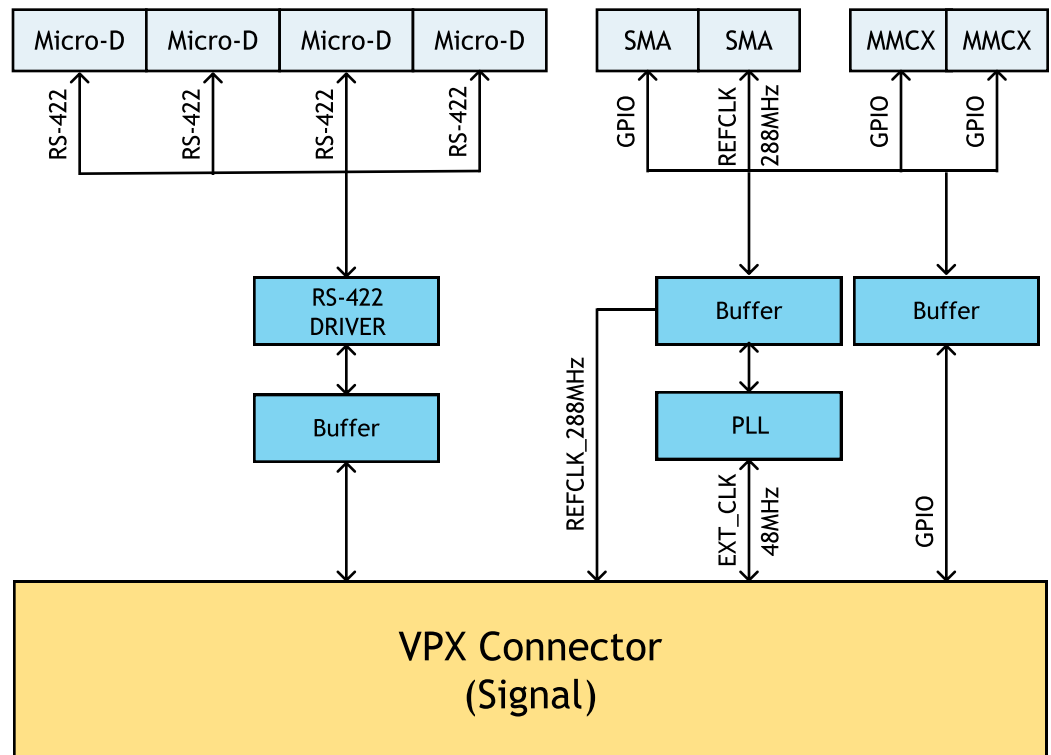 Micro-D Micro-D Micro-D Micro-D SMA SMA MMCX MMCX
RS-422
RS-422
RS-422
RS-422
GPIO
REFCLK
288MHz
GPIO
GPIO
RS-422
DRIVER
Buffer
Buffer
Buffer
PLL
REFCLK_288MHz
EXT_CLK
48MHz
GPIO
VPX Connector
(Signal)